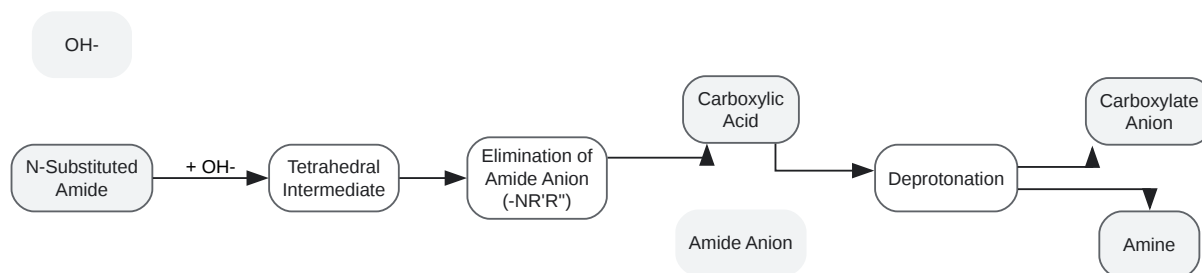 OH-
N-Substituted
Amide
+ OH-
Tetrahedral
Intermediate
Elimination of
Amide Anion
(-NR'R")
Carboxylic
Acid
Amide Anion
Deprotonation
Carboxylate
Anion
Amine